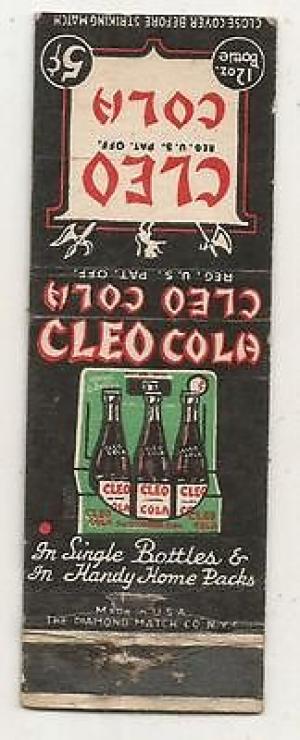 CLOSE COVER BEFORE STRIKING MATCH
5¢
12 oz. Bottle
CLEO
REG. U.S. PAT. OFF.
COLA
CLEO COLA
REG. U.S. PAT. OFF.
CLEO COLA
CLEO CLEO CLEO
COLA COLA COLA
In Single Bottles &
In Handy Home Packs
MADE IN U.S.A.
THE DIAMOND MATCH CO. N.Y.C.